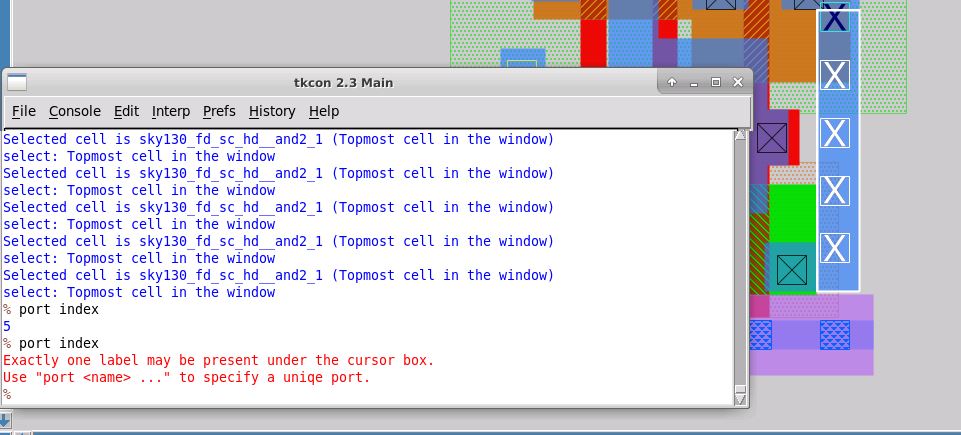 tkcon 2.3 Main
File Console Edit Interp Prefs History Help
Selected cell is sky130_fd_sc_hd__and2_1 (Topmost cell in the window)
select: Topmost cell in the window
Selected cell is sky130_fd_sc_hd__and2_1 (Topmost cell in the window)
select: Topmost cell in the window
Selected cell is sky130_fd_sc_hd__and2_1 (Topmost cell in the window)
select: Topmost cell in the window
Selected cell is sky130_fd_sc_hd__and2_1 (Topmost cell in the window)
select: Topmost cell in the window
Selected cell is sky130_fd_sc_hd__and2_1 (Topmost cell in the window)
select: Topmost cell in the window
% port index
5
% port index
Exactly one label may be present under the cursor box.
Use "port <name> ..." to specify a uniqe port.
%
X
X
X
X
X